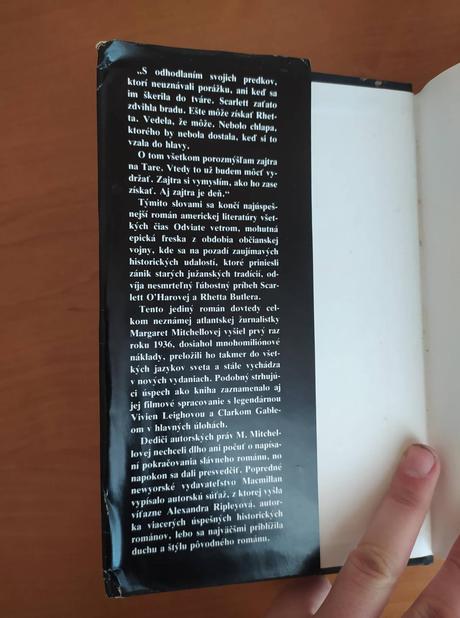 „S odhodlaním svojich predkov,
ktorí neuznávali porážku, ani keď sa
im škerila do tváre, Scarlett zaťato
zdvihla bradu. Ešte môže získať Rhet-
ta. Vedela, že môže. Nebolo chlapa,
ktorého by nebola dostala, keď si to
vzala do hlavy.
O tom všetkom porozmýšľam zajtra
na Tare. Vtedy to už budem môcť vy-
držať. Zajtra si vymyslím, ako ho zase
získať. Aj zajtra je deň.“
Týmito slovami sa končí najúspeš-
nejší román americkej literatúry všet-
kých čias Odviate vetrom, mohutná
epická freska z obdobia občianskej
vojny, kde sa na pozadí zaujímavých
historických udalostí, ktoré priniesli
zánik starých južanských tradícií, od-
víja nesmrteľný ľúbostný príbeh Scar-
lett O'Harovej a Rhetta Butlera.
Tento jediný román dovtedy cel-
kom neznámej atlantskej žurnalistky
Margaret Mitchellovej vyšiel prvý raz
roku 1936, dosiahol mnohomiliónové
náklady, preložili ho takmer do všet-
kých jazykov sveta a stále vychádza
v nových vydaniach. Podobný strhujú-
ci úspech ako kniha zaznamenalo aj
jej filmové spracovanie s legendárnou
Vivien Leighovou a Clarkom Gable-
om v hlavných úlohách.
Dediči autorských práv M. Mitchel-
lovej nechceli dlho ani počuť o napísa-
ní pokračovania slávneho románu, no
napokon sa dali presvedčiť. Popredné
newyorské vydavateľstvo Macmillan
vypísalo autorskú súťaž, z ktorej vyšla
víťazne Alexandra Ripleyová, autor-
ka viacerých úspešných historických
románov, lebo sa najväčšmi priblížila
duchu a štýlu pôvodného románu.